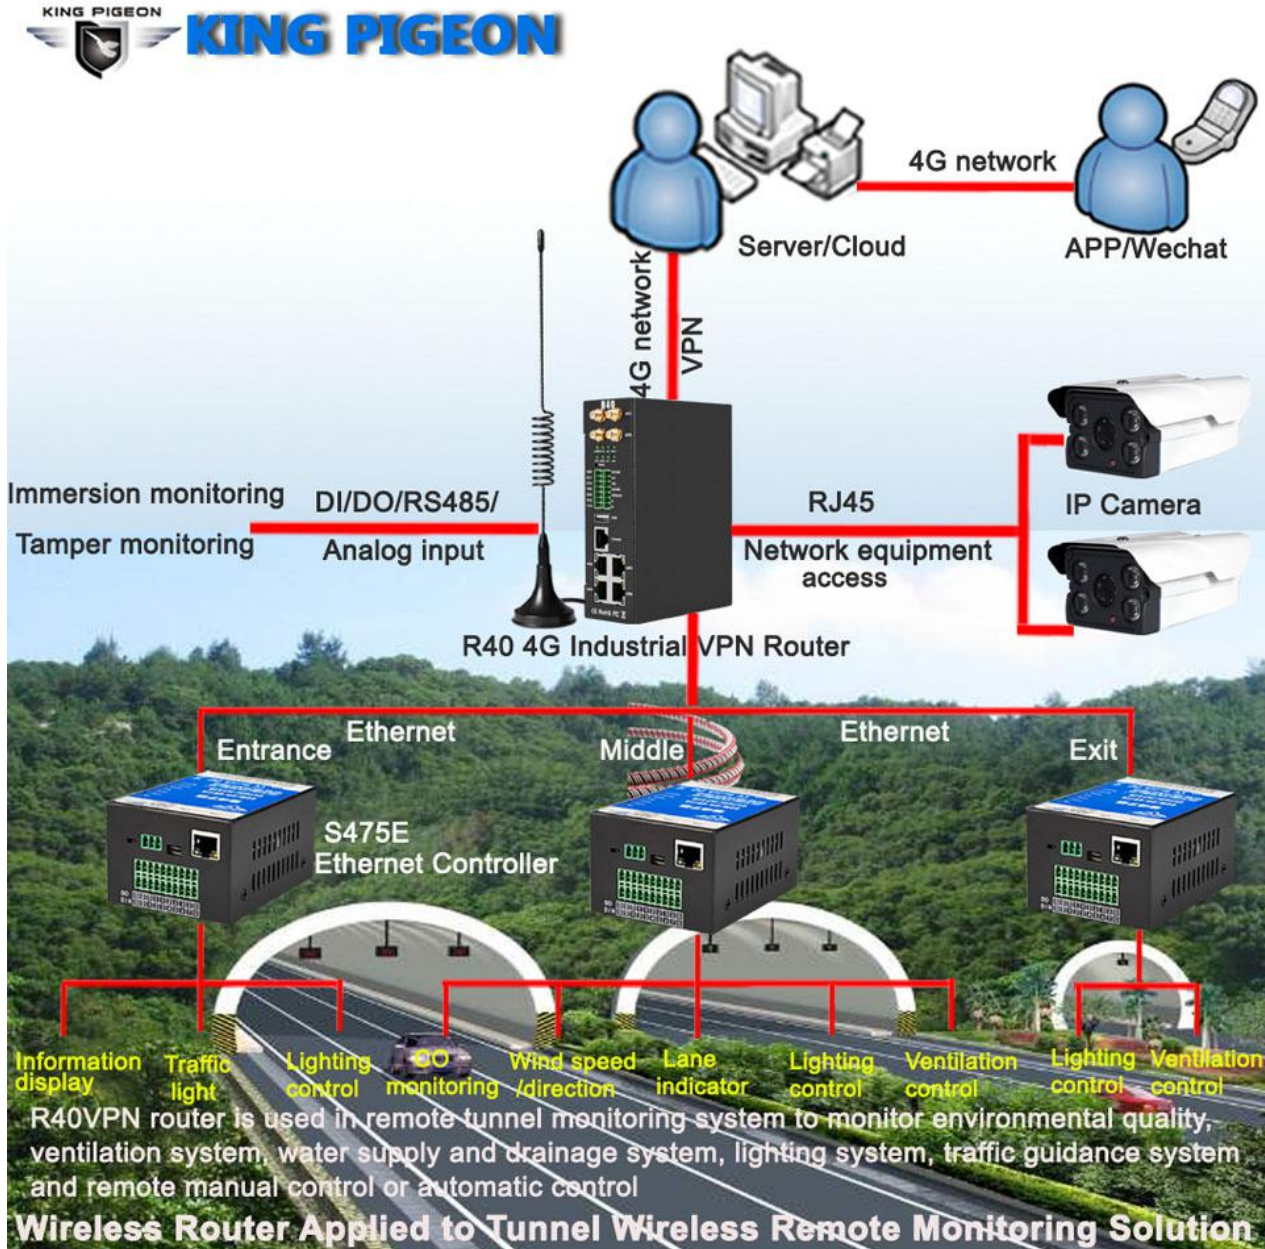 KING PIGEON
KING PIGEON
4G network
Server/Cloud
APP/Wechat
4G network
VPN
R40
Immersion monitoring
DI/DO/RS485/
RJ45
IP Camera
Tamper monitoring
Analog input
Network equipment
access
R40 4G Industrial VPN Router
Ethernet
Ethernet
Entrance
Middle
Exit
S475E
Ethernet Controller
Information
display
Traffic
light
Lighting
control
CO
monitoring
Wind speed
/direction
Lane
indicator
Lighting
control
Ventilation
control
Lighting
control
Ventilation
control
R40VPN router is used in remote tunnel monitoring system to monitor environmental quality,
ventilation system, water supply and drainage system, lighting system, traffic guidance system
and remote manual control or automatic control
Wireless Router Applied to Tunnel Wireless Remote Monitoring Solution